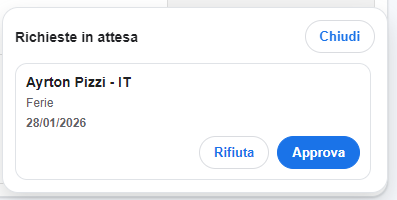 Richieste in attesa
Chiudi
Ayrton Pizzi - IT
Ferie
28/01/2026
Rifiuta
Approva